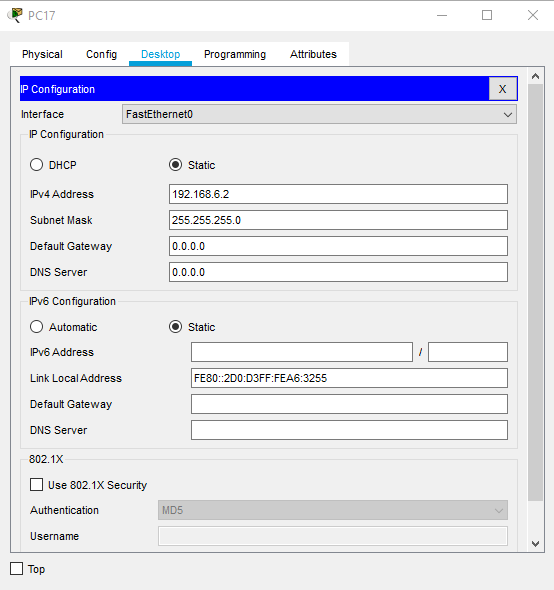 PC17
Physical Config Desktop Programming Attributes
IP Configuration X
Interface FastEthernet0
IP Configuration
DHCP Static
IPv4 Address 192.168.6.2
Subnet Mask 255.255.255.0
Default Gateway 0.0.0.0
DNS Server 0.0.0.0
IPv6 Configuration
Automatic Static
IPv6 Address /
Link Local Address FE80::2D0:D3FF:FEA6:3255
Default Gateway
DNS Server
802.1X
Use 802.1X Security
Authentication MD5
Username
Top